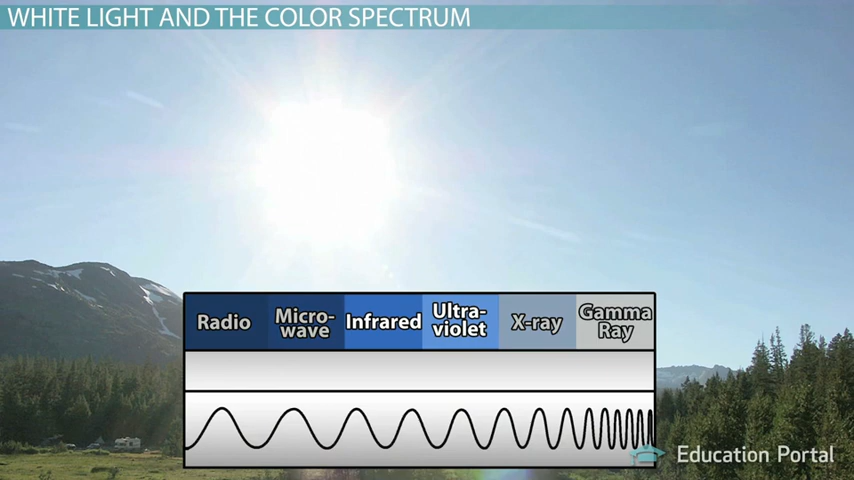 WHITE LIGHT AND THE COLOR SPECTRUM
Radio
Micro-
wave
Infrared
Ultra-
violet
X-ray
Gamma
Ray
Education Portal